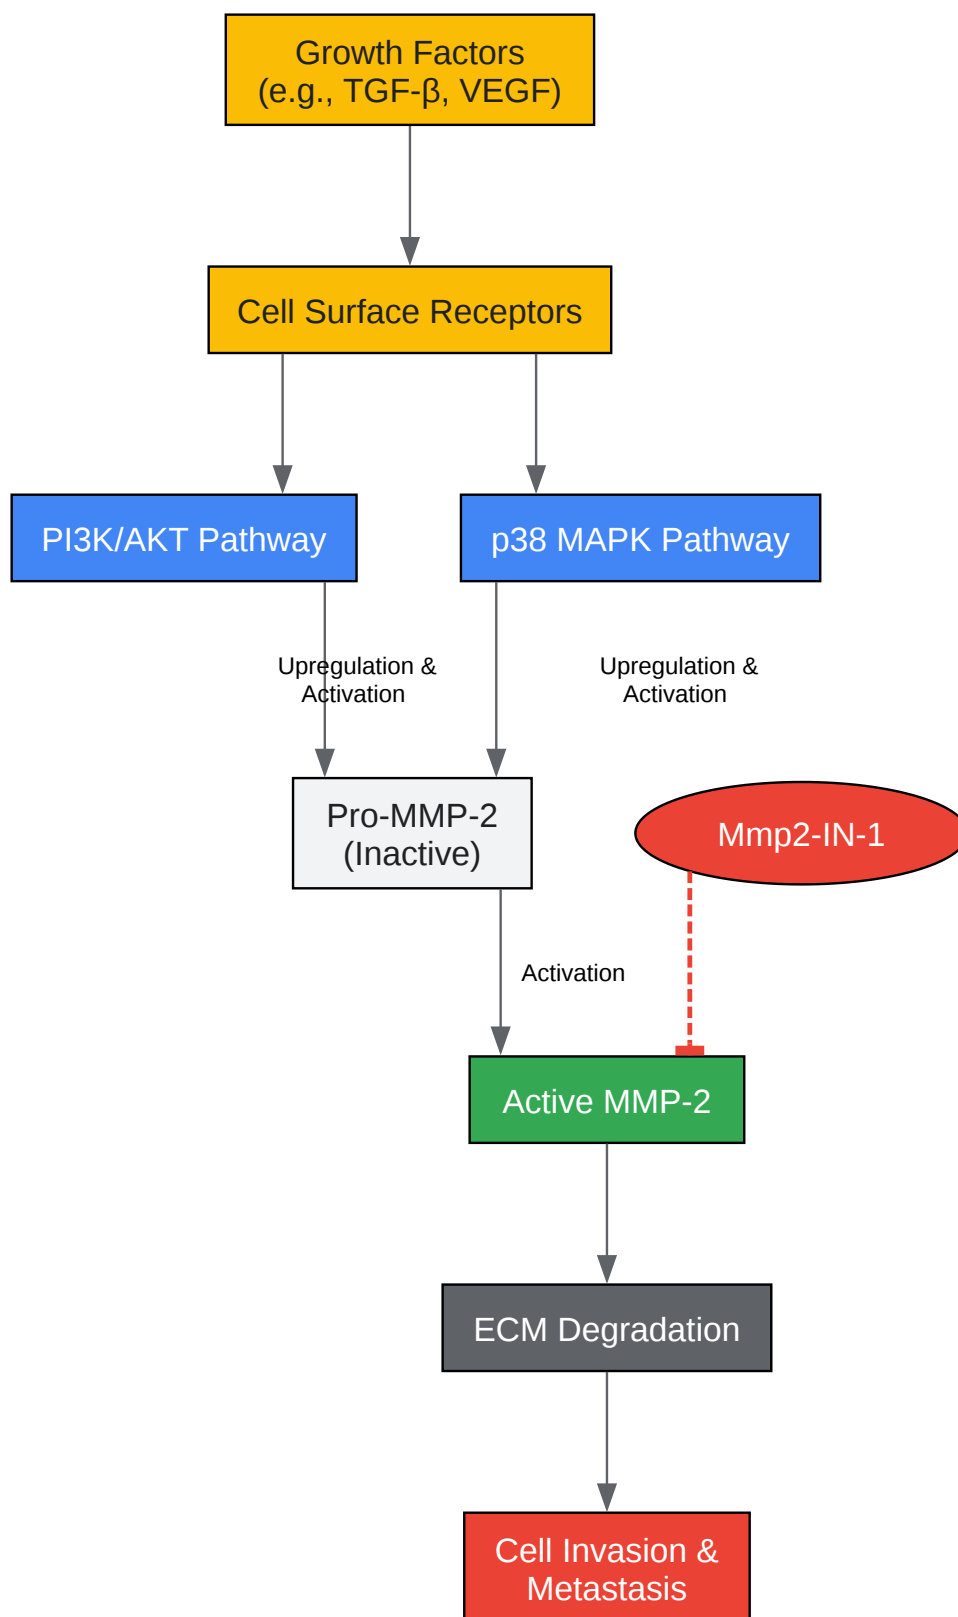 Growth Factors
(e.g., TGF-β, VEGF)
Cell Surface Receptors
PI3K/AKT Pathway
p38 MAPK Pathway
Upregulation &
Activation
Upregulation &
Activation
Pro-MMP-2
(Inactive)
Mmp2-IN-1
Activation
Active MMP-2
ECM Degradation
Cell Invasion &
Metastasis